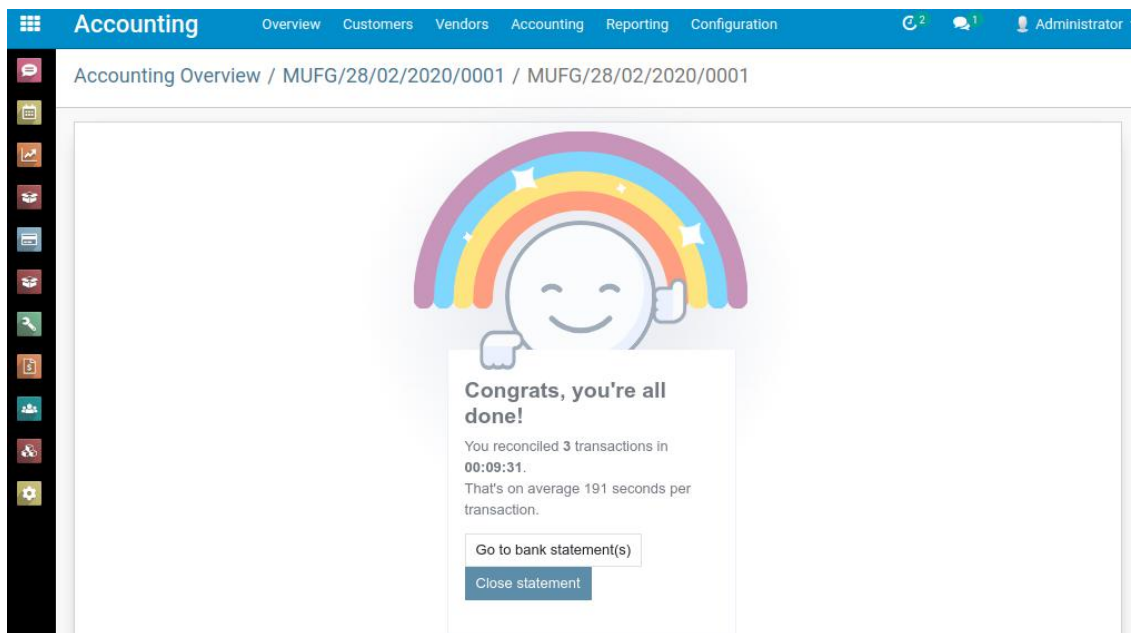 Accounting Overview Customers Vendors Accounting Reporting Configuration 2 1 Administrator
Accounting Overview / MUFG/28/02/2020/0001 / MUFG/28/02/2020/0001
Congrats, you're all
done!
You reconciled 3 transactions in
00:09:31.
That's on average 191 seconds per
transaction.
Go to bank statement(s)
Close statement